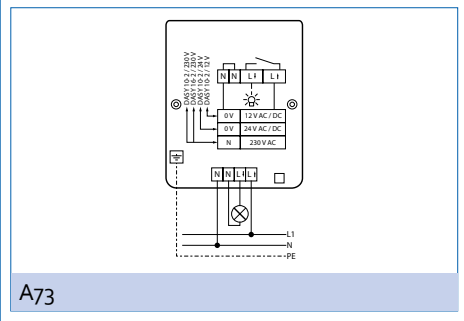 DASY 10-2 / 230 V
DASY 16-2 / 230 V
DASY 10-2 / 24 V
DASY 10-2 / 12 V
N N L L
0 V 12 V AC / DC
0 V 24 V AC / DC
N 230 V AC
N N L L
L1
N
PE
A73